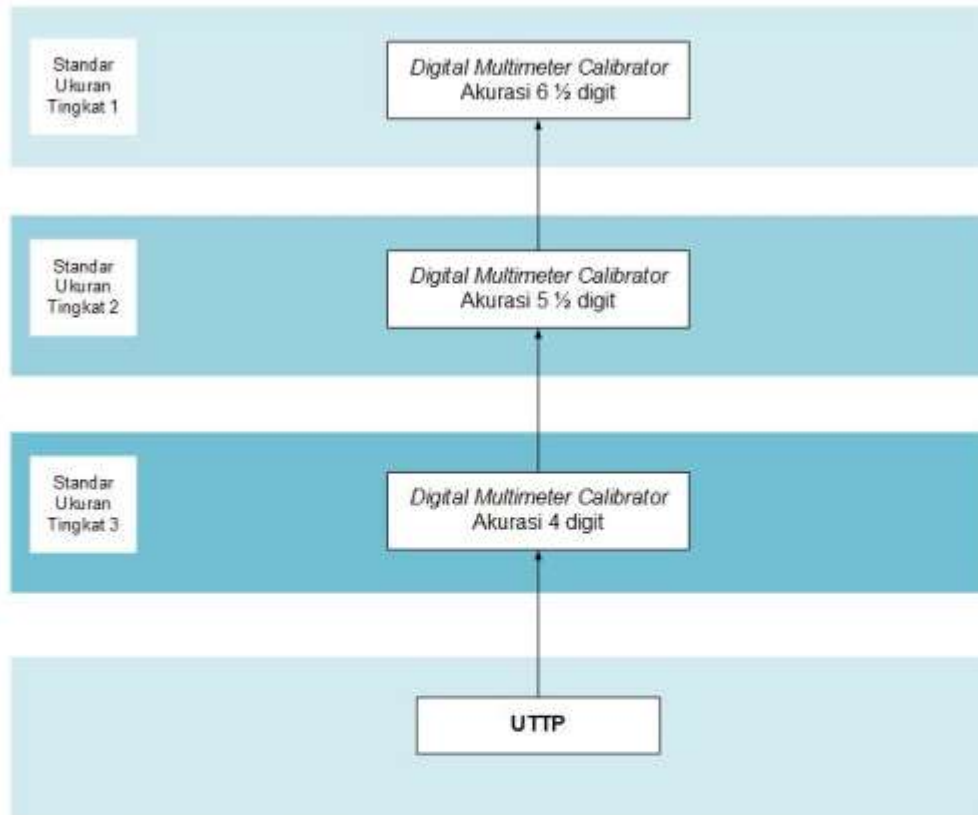 Standar
Ukuran
Tingkat 1
Digital Multimeter Calibrator
Akurasi 6 ½ digit
Standar
Ukuran
Tingkat 2
Digital Multimeter Calibrator
Akurasi 5 ½ digit
Standar
Ukuran
Tingkat 3
Digital Multimeter Calibrator
Akurasi 4 digit
UTTP